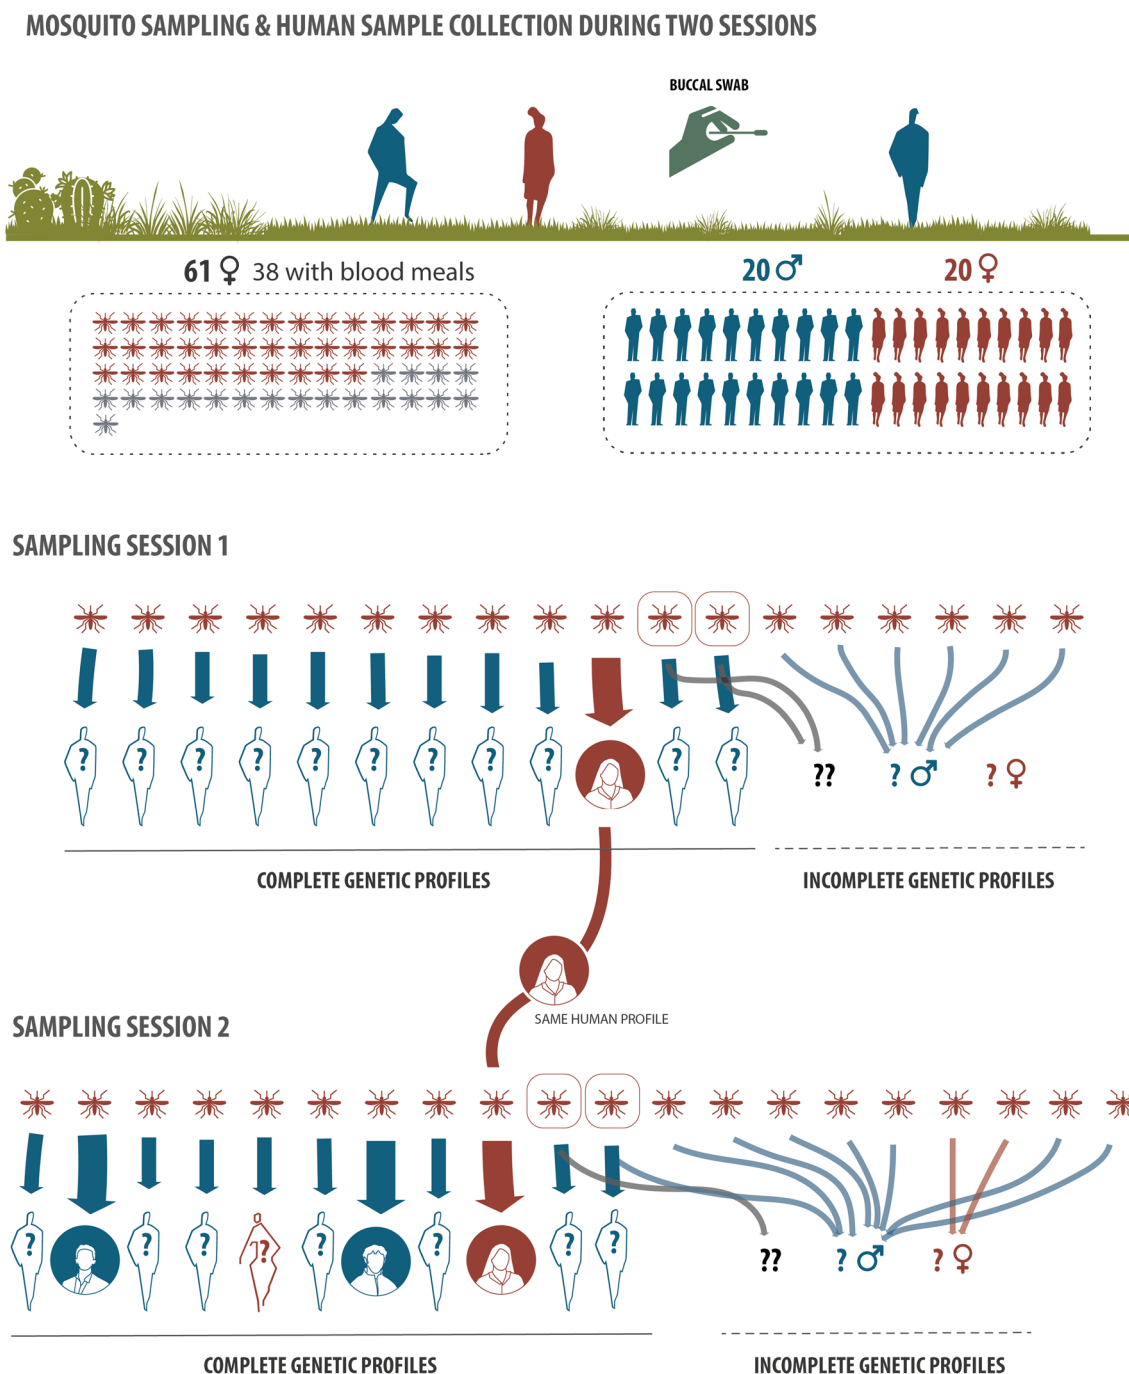 MOSQUITO SAMPLING & HUMAN SAMPLE COLLECTION DURING TWO SESSIONS
BUCCAL SWAB
61 ♀ 38 with blood meals
20 ♂ 20 ♀
SAMPLING SESSION 1
? ? ? ? ? ? ? ? ? ? ?
?? ? ♂ ? ♀
COMPLETE GENETIC PROFILES
INCOMPLETE GENETIC PROFILES
SAME HUMAN PROFILE
SAMPLING SESSION 2
? ? ? ? ? ? ? ?
?? ? ♂ ? ♀
COMPLETE GENETIC PROFILES
INCOMPLETE GENETIC PROFILES